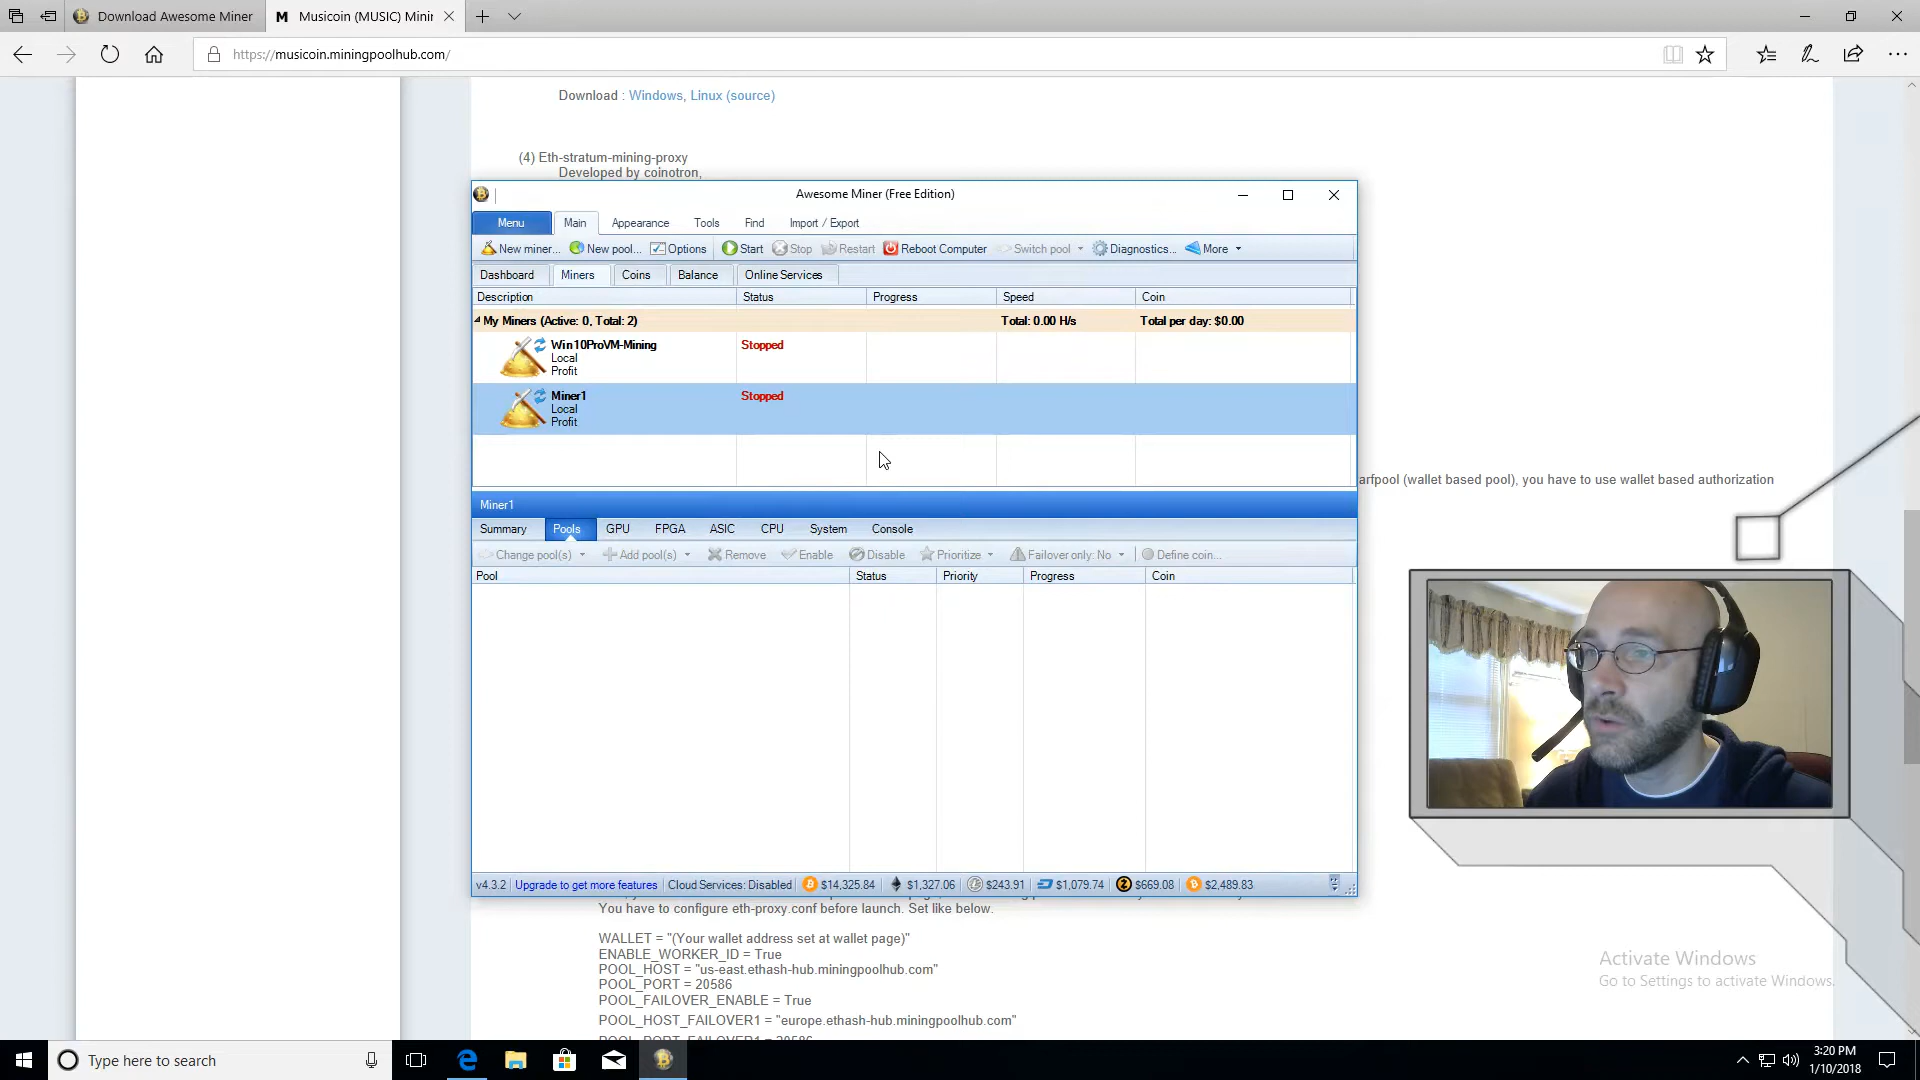 Download Awesome Miner
M Musicoin (MUSIC) Minin
https://musicoin.miningpoolhub.com/
Download : Windows, Linux (source)
(4) Eth-stratum-mining-proxy
Developed by coinotron,
Awesome Miner (Free Edition)
Menu Main Appearance Tools Find Import / Export
New miner... New pool... Options Start Stop Restart Reboot Computer Switch pool Diagnostics... More
Dashboard Miners Coins Balance Online Services
Description Status Progress Speed Coin
My Miners (Active: 0, Total: 2) Total: 0.00 H/s Total per day: $0.00
Win10ProVM-Mining Stopped
Local
Profit
Miner1 Stopped
Local
Profit
arfpool (wallet based pool), you have to use wallet based authorization
Miner1
Summary Pools GPU FPGA ASIC CPU System Console
Change pool(s) Add pool(s) Remove Enable Disable Prioritize Failover only: No Define coin...
Pool Status Priority Progress Coin
v4.3.2 Upgrade to get more features Cloud Services: Disabled $14,325.84 $1,327.06 $243.91 $1,079.74 $669.08 $2,489.83
You have to configure eth-proxy.conf before launch. Set like below.
WALLET = "(Your wallet address set at wallet page)"
ENABLE_WORKER_ID = True
POOL_HOST = "us-east.ethash-hub.miningpoolhub.com"
POOL_PORT = 20586
POOL_FAILOVER_ENABLE = True
POOL_HOST_FAILOVER1 = "europe.ethash-hub.miningpoolhub.com"
POOL_PORT_FAILOVER1 = 20586
Activate Windows
Go to Settings to activate Windows.
Type here to search
3:20 PM
1/10/2018